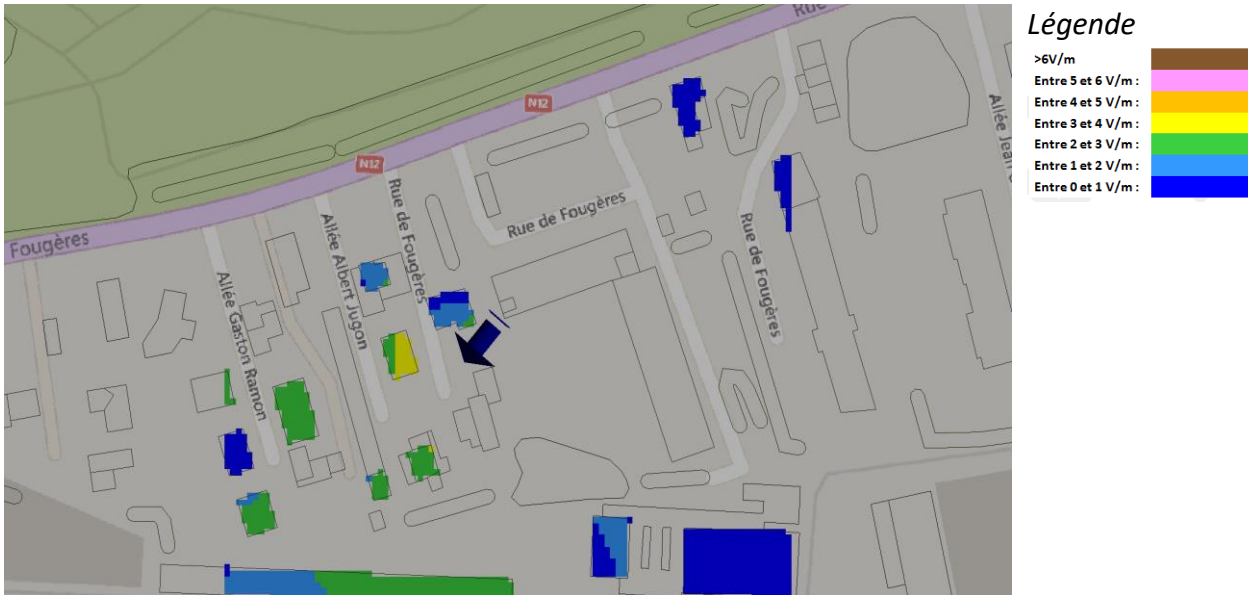 Légende
>6V/m
Entre 5 et 6 V/m :
Entre 4 et 5 V/m :
Entre 3 et 4 V/m :
Entre 2 et 3 V/m :
Entre 1 et 2 V/m :
Entre 0 et 1 V/m :
Rue
N12
N12
Fougères
Allée Gaston Ramon
Allée Albert Jugon
Rue de Fougères
Rue de Fougères
Rue de Fougères
Allée Jean